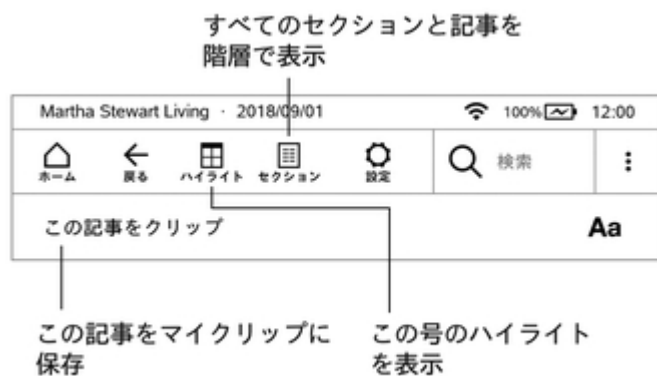 すべてのセクションと記事を
階層で表示
Martha Stewart Living · 2018/09/01 100% 12:00
ホーム 戻る ハイライト セクション 設定 検索
この記事をクリップ Aa
この記事をマイクリップに
保存
この号のハイライト
を表示